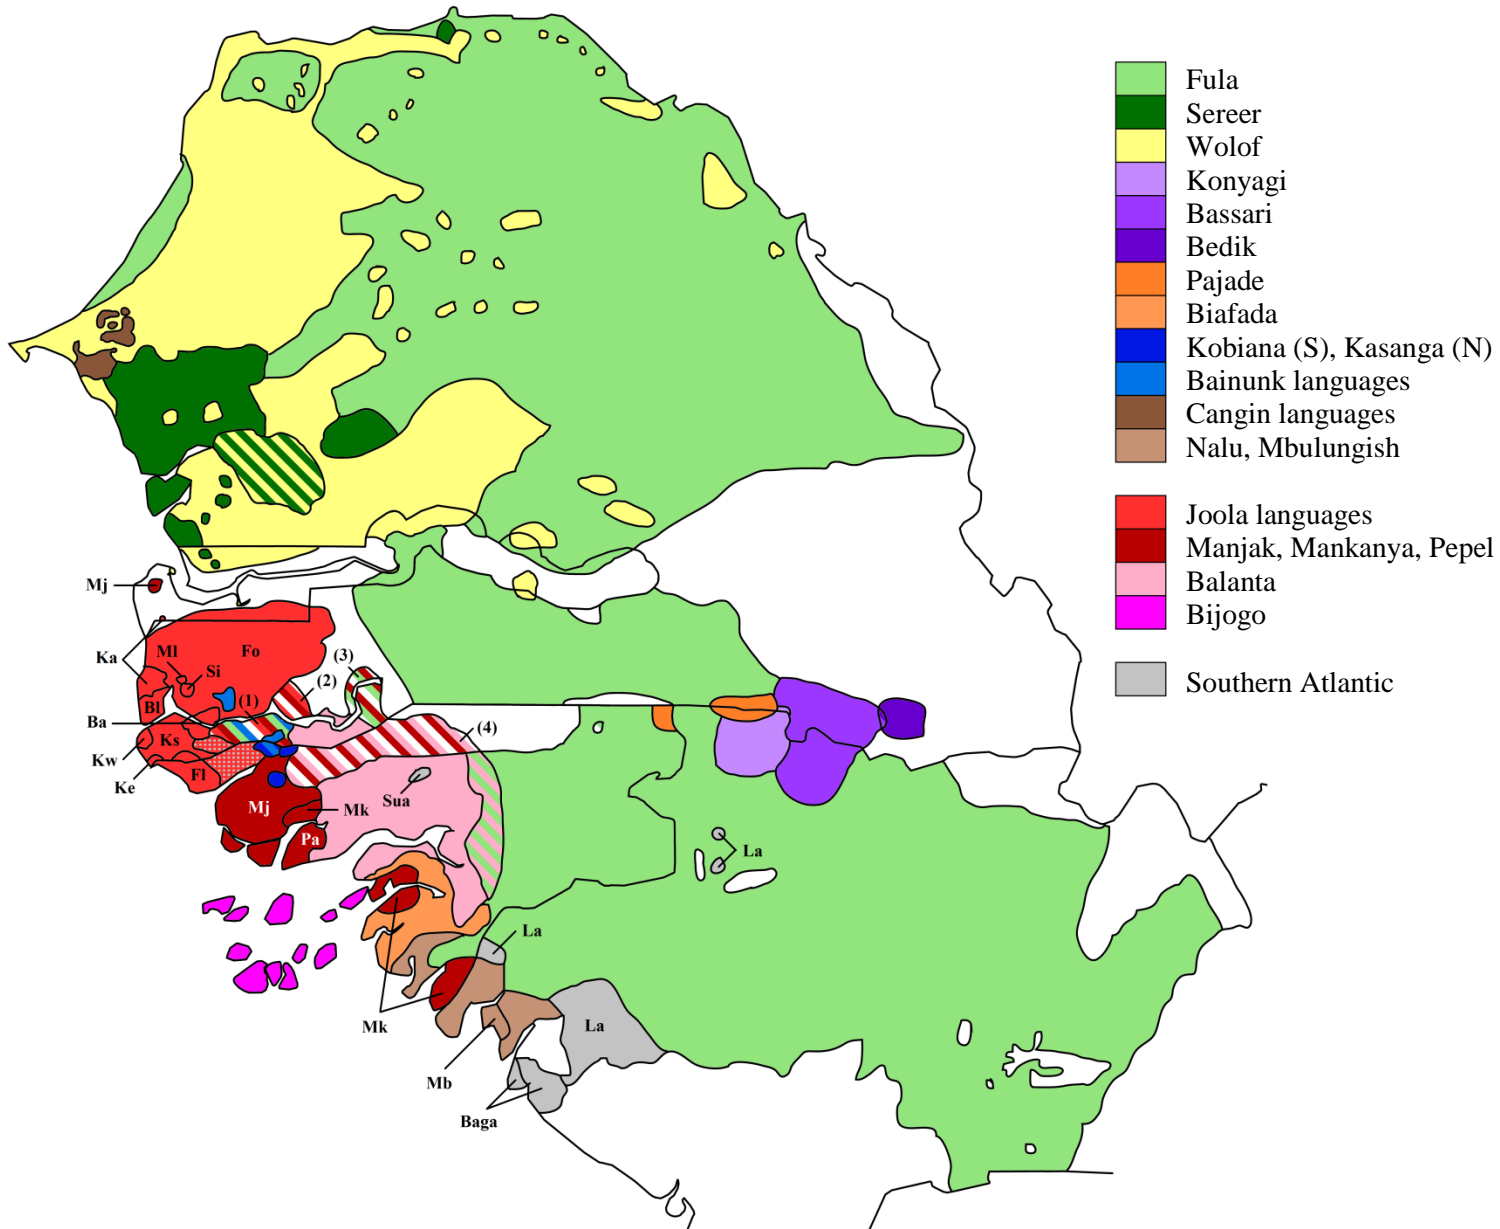 Fula
Sereer
Wolof
Konyagi
Bassari
Bedik
Pajade
Biafada
Kobiana (S), Kasanga (N)
Bainunk languages
Cangin languages
Nalu, Mbulungish
Joola languages
Manjak, Mankanya, Pepel
Balanta
Bijogo
Southern Atlantic
Mj
Ka
Ml
Si
Fo
(3)
(2)
(1)
Bl
Ba
(4)
Ks
Kw
Ke
Fl
Mj
Mk
Sua
Pa
La
La
Mk
La
Mb
Baga